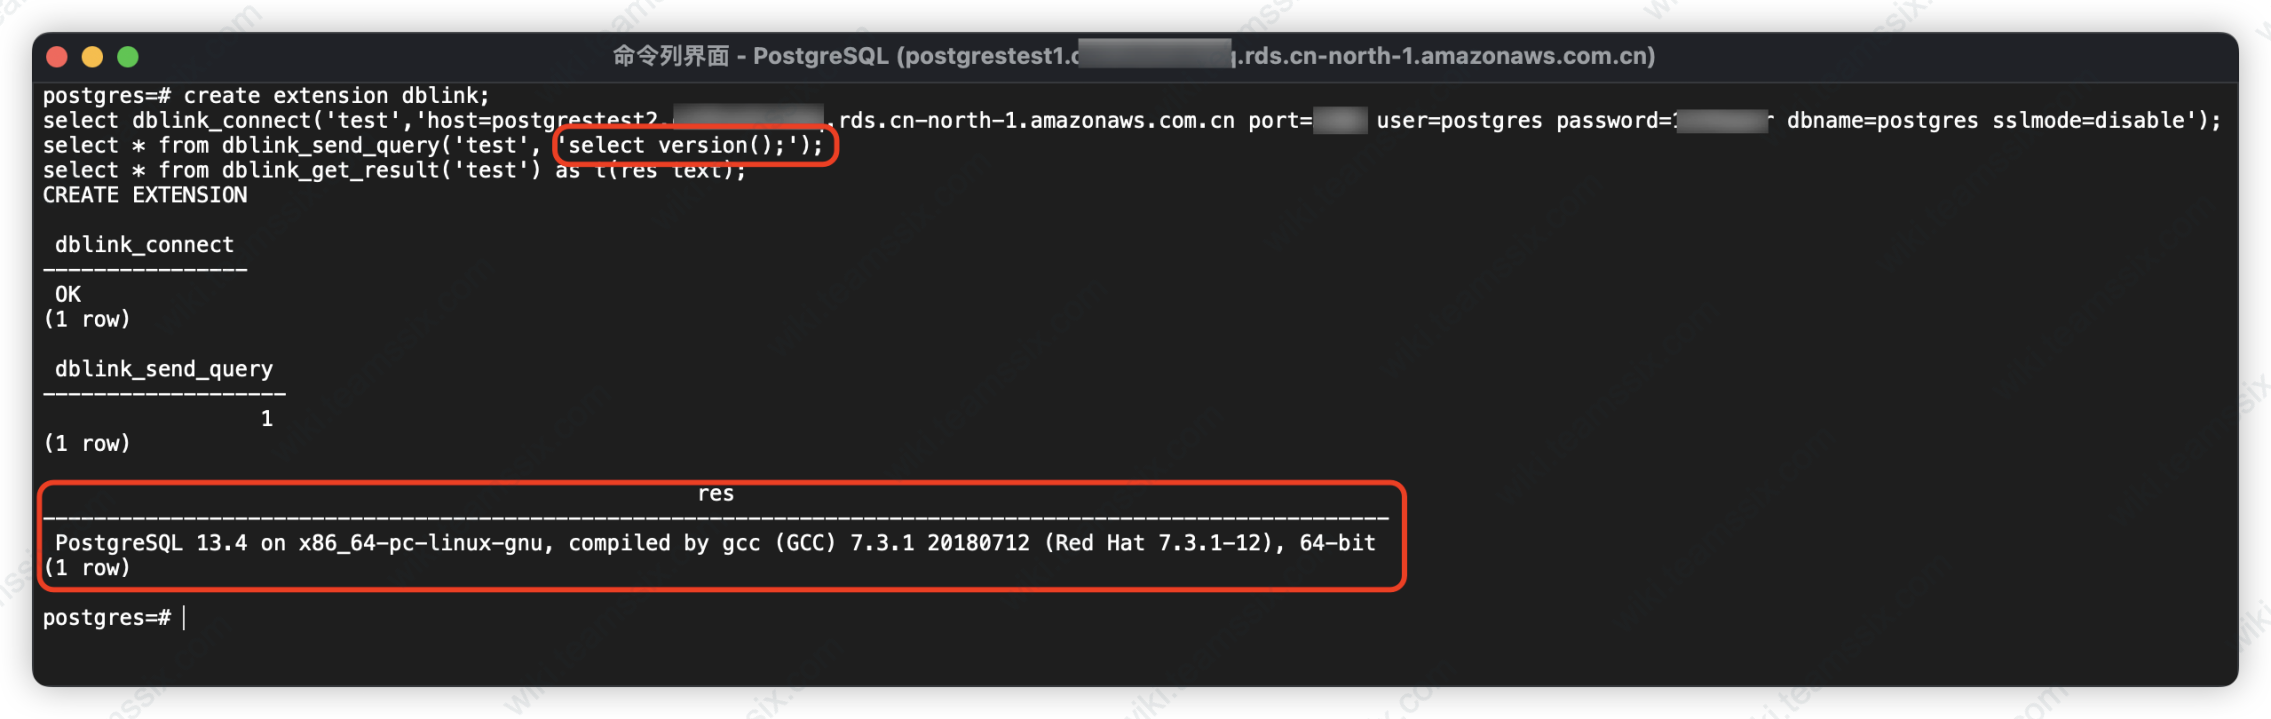 命令列界面 - PostgreSQL (postgrestest1. .rds.cn-north-1.amazonaws.com.cn)
postgres=# create extension dblink;
select dblink_connect('test','host=postgrestest2. .rds.cn-north-1.amazonaws.com.cn port= user=postgres password= dbname=postgres sslmode=disable');
select * from dblink_send_query('test', 'select version();');
select * from dblink_get_result('test') as t(res text);
CREATE EXTENSION
dblink_connect
----------------
OK
(1 row)
dblink_send_query
-------------------
1
(1 row)
res
---------------------------------------------------------------------------------------------------------
PostgreSQL 13.4 on x86_64-pc-linux-gnu, compiled by gcc (GCC) 7.3.1 20180712 (Red Hat 7.3.1-12), 64-bit
(1 row)
postgres=#
wiki.teamssix.com